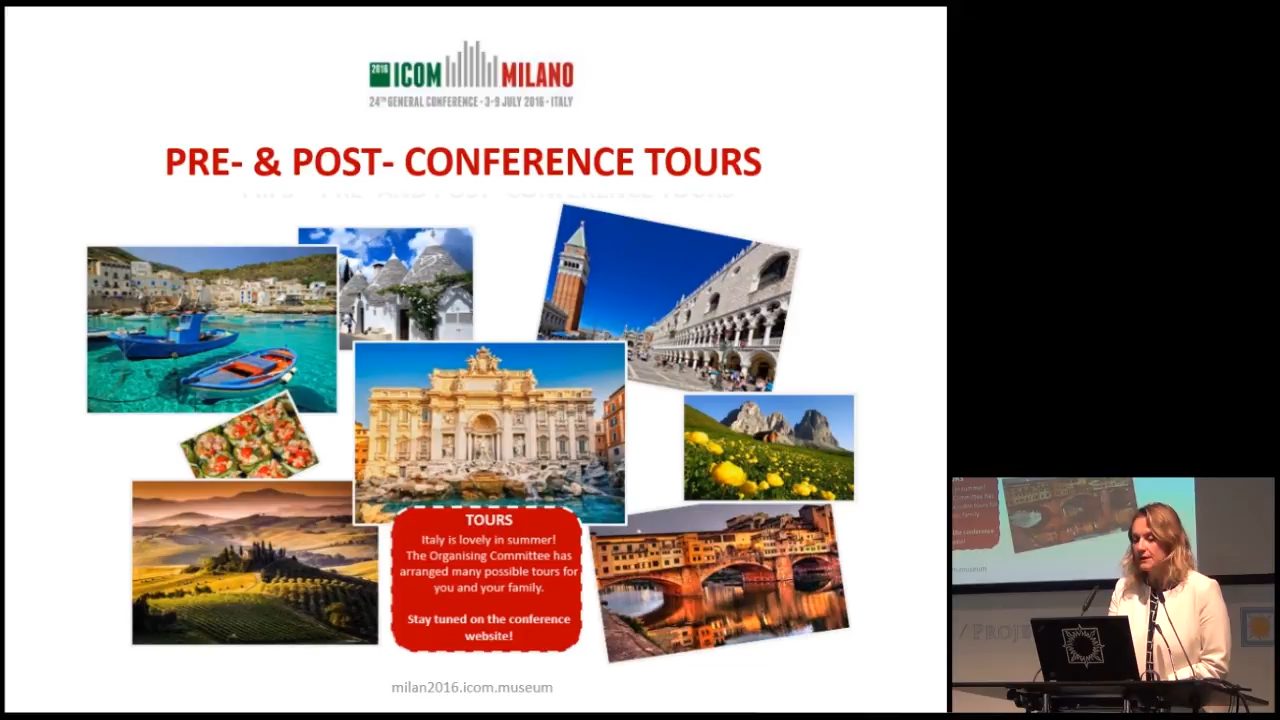 2016 ICOM MILANO
24TH GENERAL CONFERENCE - 3-9 JULY 2016 - ITALY
PRE- & POST- CONFERENCE TOURS
TOURS
Italy is lovely in summer!
The Organising Committee has
arranged many possible tours for
you and your family.
Stay tuned on the conference
website!
milan2016.icom.museum